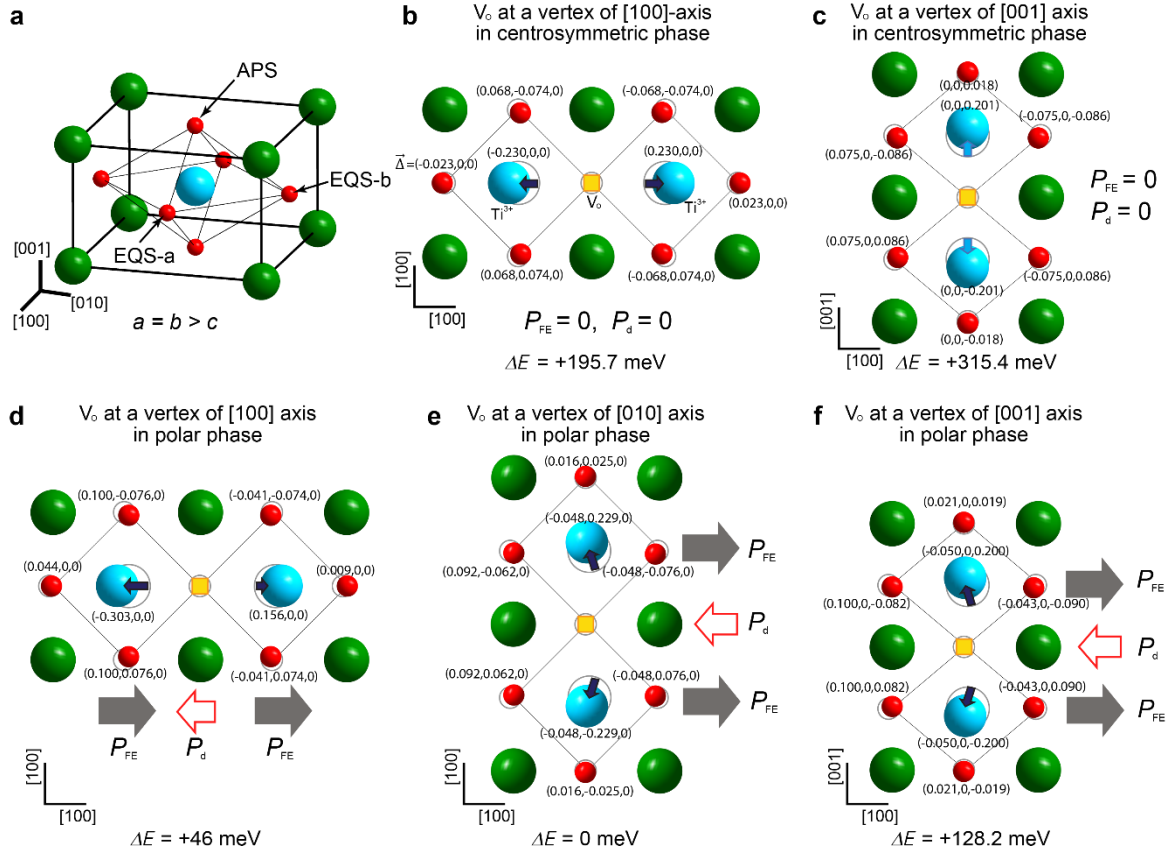 a
APS
EQS-b
EQS-a
[001]
[010]
[100]
a = b > c
b
Vₒ at a vertex of [100]-axis
in centrosymmetric phase
(0.068,-0.074,0)
(-0.068,-0.074,0)
Δ⃗=(-0.023,0,0)
(-0.230,0,0)
(0.230,0,0)
Ti³⁺
Vₒ
Ti³⁺
(0.023,0,0)
(0.068,0.074,0)
(-0.068,0.074,0)
[100]
[100]
P_FE = 0, P_d = 0
ΔE = +195.7 meV
c
Vₒ at a vertex of [001] axis
in centrosymmetric phase
(0,0,0.018)
(0,0,0.201)
(-0.075,0,-0.086)
(0.075,0,-0.086)
P_FE = 0
P_d = 0
(0.075,0,0.086)
(-0.075,0,0.086)
(0,0,-0.201)
(0,0,-0.018)
[001]
[100]
ΔE = +315.4 meV
d
Vₒ at a vertex of [100] axis
in polar phase
(0.100,-0.076,0)
(-0.041,-0.074,0)
(0.044,0,0)
(0.009,0,0)
(-0.303,0,0)
(0.156,0,0)
(0.100,0.076,0)
(-0.041,0.074,0)
P_FE
P_d
P_FE
[100]
[100]
ΔE = +46 meV
e
Vₒ at a vertex of [010] axis
in polar phase
(0.016,0.025,0)
(-0.048,0.229,0)
P_FE
(0.092,-0.062,0)
(-0.048,-0.076,0)
P_d
(0.092,0.062,0)
(-0.048,0.076,0)
P_FE
(-0.048,-0.229,0)
(0.016,-0.025,0)
[100]
[100]
ΔE = 0 meV
f
Vₒ at a vertex of [001] axis
in polar phase
(0.021,0,0.019)
(-0.050,0,0.200)
P_FE
(0.100,0,-0.082)
(-0.043,0,-0.090)
P_d
(0.100,0,0.082)
(-0.043,0,0.090)
P_FE
(-0.050,0,-0.200)
(0.021,0,-0.019)
[001]
[100]
ΔE = +128.2 meV